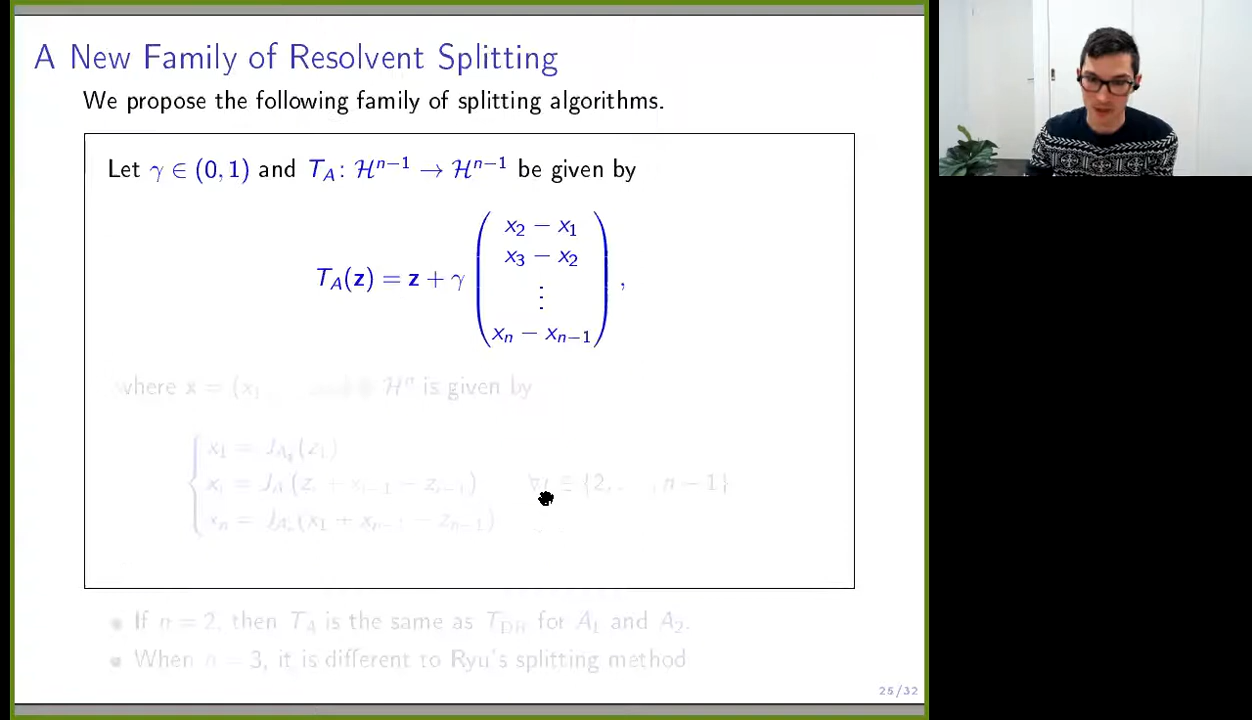 A New Family of Resolvent Splitting
We propose the following family of splitting algorithms.
Let γ ∈ (0, 1) and T_A : ℋ^{n−1} → ℋ^{n−1} be given by
T_A(z) = z + γ ( x_2 − x_1
x_3 − x_2
⋮
x_n − x_{n−1} ) ,
where x = (x_1 ℋ^n is given by
x_1 = J_{A_1}(z_1)
x_i = J_{A_i}(z_i + x_{i−1} − z_{i−1}) ∀i ∈ {2, . . . , n − 1}
x_n = J_{A_n}(x_1 + x_{n−1} − z_{n−1})
• If n = 2, then T_A is the same as T_DR for A_1 and A_2.
• When n = 3, it is different to Ryu's splitting method
25/32